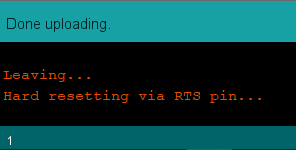 Done uploading.
Leaving...
Hard resetting via RTS pin...
1